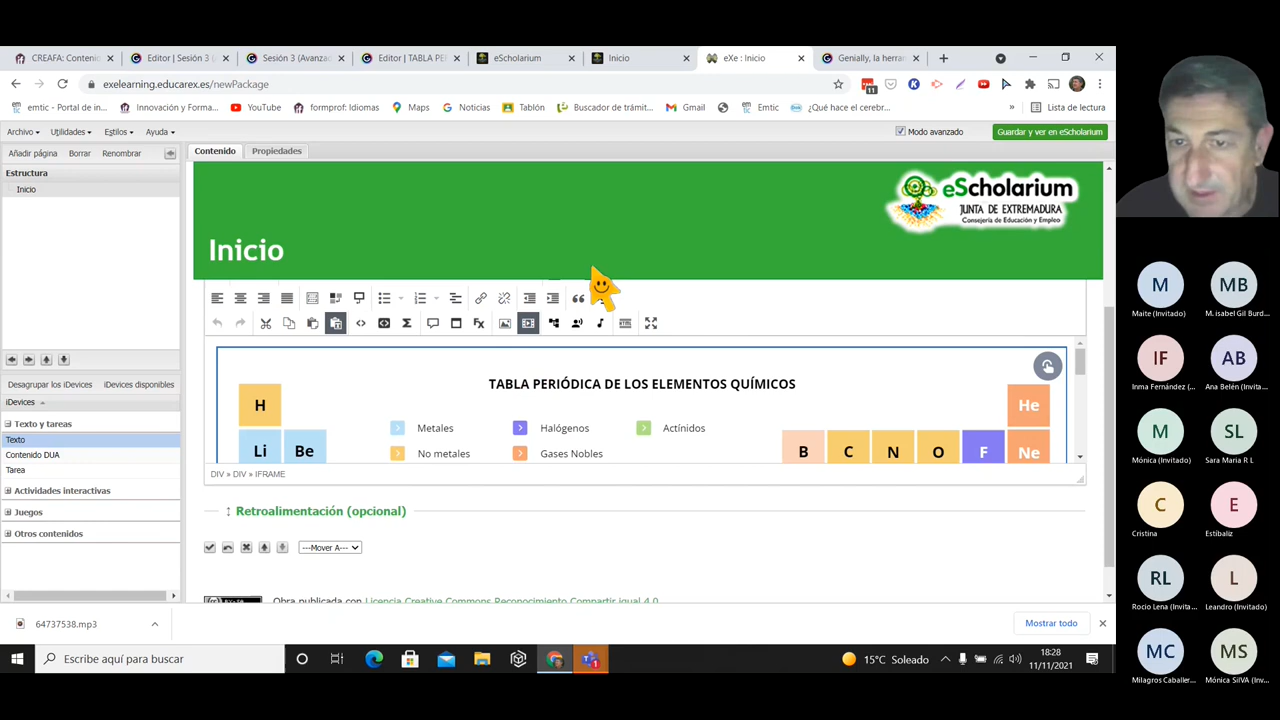 CREAFA: Contenid
Editor | Sesión 3 (
Sesión 3 (Avanza
Editor | TABLA PE
eScholarium
Inicio
eXe : Inicio
Genially, la herra
exelearning.educarex.es/newPackage
11
emtic - Portal de in...
Innovación y Forma...
YouTube
formprof: Idiomas
Maps
Noticias
Tablón
Buscador de trámit...
Gmail
Emtic
¿Qué hace el cerebr...
»
Lista de lectura
Archivo
Utilidades
Estilos
Ayuda
Modo avanzado
Guardar y ver en eScholarium
Añadir página
Borrar
Renombrar
Contenido
Propiedades
Estructura
Inicio
eScholarium
JUNTA DE EXTREMADURA
Consejería de Educación y Empleo
Inicio
TABLA PERIÓDICA DE LOS ELEMENTOS QUÍMICOS
H
He
Metales
Halógenos
Actínidos
Li
Be
No metales
Gases Nobles
B
C
N
O
F
Ne
DIV » DIV » IFRAME
Desagrupar los iDevices
iDevices disponibles
iDevices
Texto y tareas
Texto
Contenido DUA
Tarea
Actividades interactivas
Juegos
Otros contenidos
Retroalimentación (opcional)
---Mover A---
Obra publicada con Licencia Creative Commons Reconocimiento Compartir igual 4.0
64737538.mp3
Mostrar todo
Escribe aquí para buscar
15°C Soleado
18:28
11/11/2021
M
Maite (Invitado)
MB
M. isabel Gil Burd...
IF
Inma Fernández (...
AB
Ana Belén (Invita...
M
Mónica (Invitado)
SL
Sara Maria R L
C
Cristina
E
Estíbaliz
RL
Rocio Lena (Invita...
L
Leandro (Invitado)
MC
Milagros Caballer...
MS
Mónica SilVA (Inv...